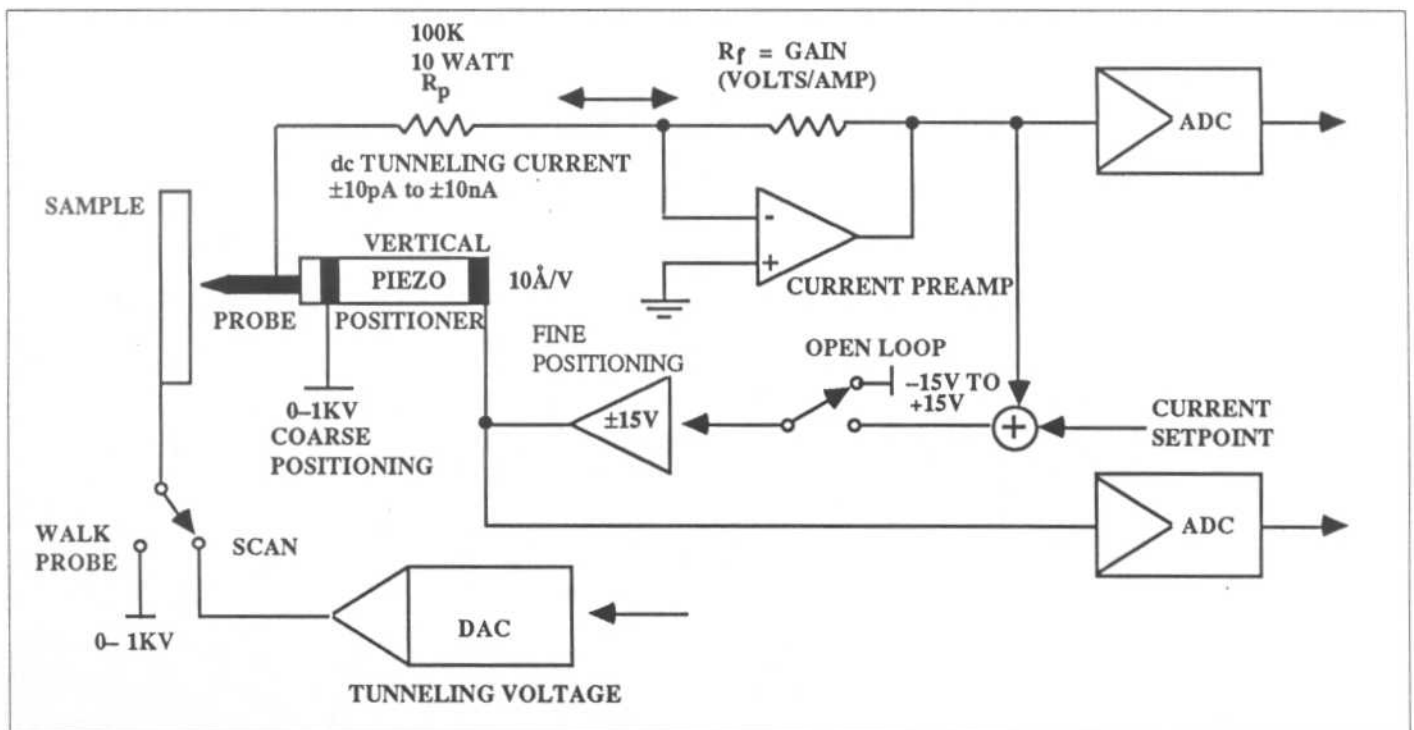 100K
10 WATT
Rp
Rf = GAIN
(VOLTS/AMP)
ADC
dc TUNNELING CURRENT
±10pA to ±10nA
SAMPLE
-
+
CURRENT PREAMP
VERTICAL
PIEZO
10Å/V
PROBE
POSITIONER
FINE
POSITIONING
±15V
OPEN LOOP
–15V TO
+15V
+
CURRENT
SETPOINT
0–1KV
COARSE
POSITIONING
ADC
WALK
PROBE
SCAN
0– 1KV
DAC
TUNNELING VOLTAGE